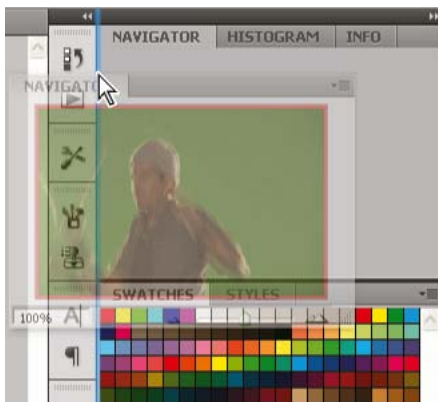 NAVIGATOR HISTOGRAM INFO
NAVIGATOR
SWATCHES STYLES
100%
A
¶